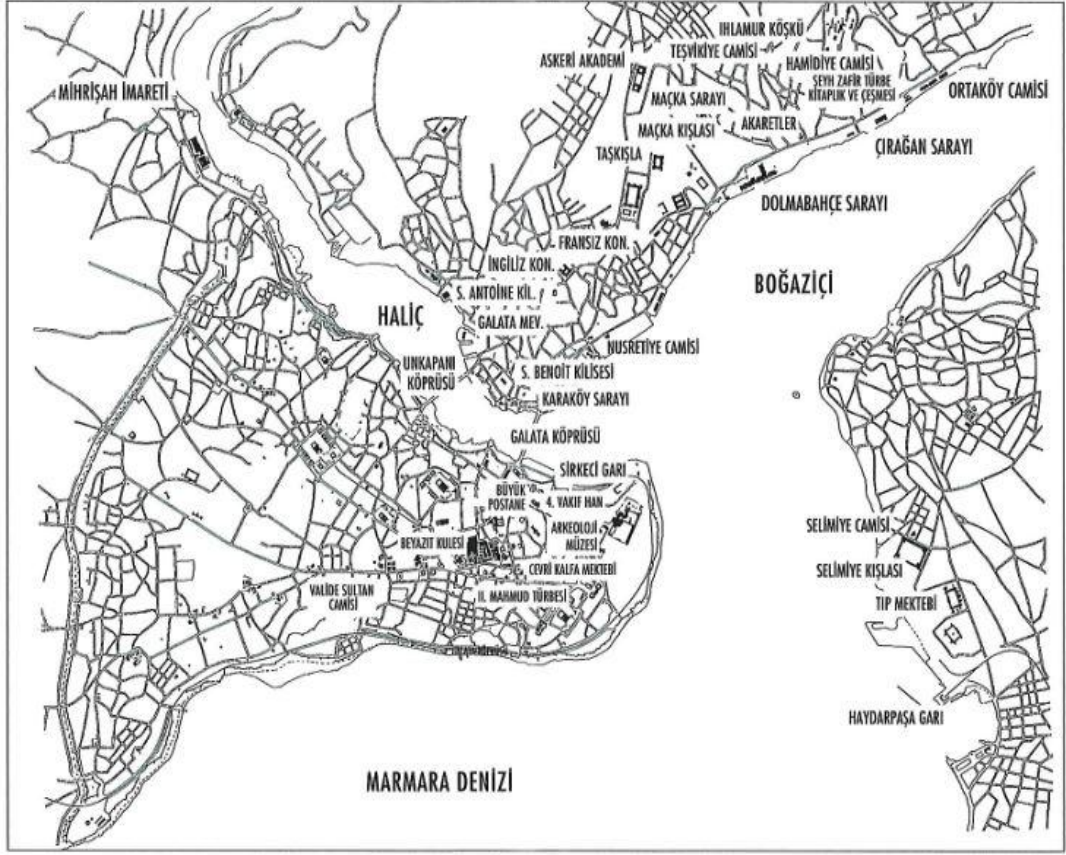 IHLAMUR KÖŞKÜ
TEŞVİKİYE CAMİSİ
ASKERİ AKADEMİ
HAMİDİYE CAMİSİ
ŞEYH ZAFİR TÜRBE
KİTAPLIK VE ÇEŞMESİ
MİHRİŞAH İMARETİ
ORTAKÖY CAMİSİ
MAÇKA SARAYI
AKARETLER
MAÇKA KIŞLASI
ÇIRAĞAN SARAYI
TAŞKIŞLA
DOLMABAHÇE SARAYI
FRANSIZ KON.
İNGİLİZ KON.
BOĞAZİÇİ
S. ANTOİNE KİL.
HALİÇ
GALATA MEV.
NUSRETİYE CAMİSİ
UNKAPANI
KÖPRÜSÜ
S. BENOİT KİLİSESİ
KARAKÖY SARAYI
GALATA KÖPRÜSÜ
SİRKECİ GARI
BÜYÜK
POSTANE
4. VAKIF HAN
ARKEOLOJİ
MÜZESİ
SELİMİYE CAMİSİ
BEYAZIT KULESİ
CEVRİ KALFA MEKTEBİ
SELİMİYE KIŞLASI
VALİDE SULTAN
CAMİSİ
II. MAHMUD TÜRBESİ
TIP MEKTEBİ
HAYDARPAŞA GARI
MARMARA DENİZİ